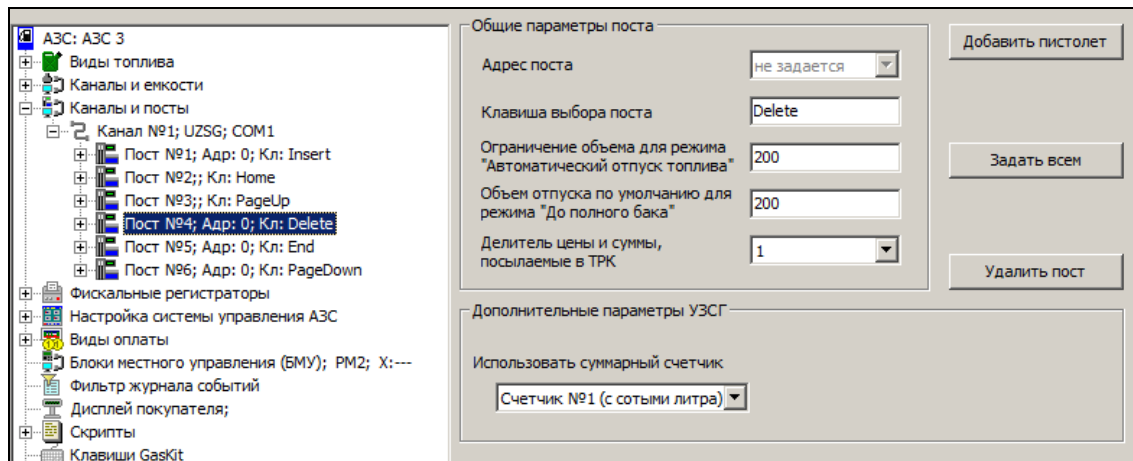 АЗС: АЗС 3
Виды топлива
Каналы и емкости
Каналы и посты
Канал №1; UZSG; COM1
Пост №1; Адр: 0; Кл: Insert
Пост №2;; Кл: Home
Пост №3;; Кл: PageUp
Пост №4; Адр: 0; Кл: Delete
Пост №5; Адр: 0; Кл: End
Пост №6; Адр: 0; Кл: PageDown
Фискальные регистраторы
Настройка системы управления АЗС
Виды оплаты
Блоки местного управления (БМУ); РМ2; X:---
Фильтр журнала событий
Дисплей покупателя;
Скрипты
Клавиши GasKit
Общие параметры поста
Адрес поста
не задается
Клавиша выбора поста
Delete
Ограничение объема для режима
"Автоматический отпуск топлива"
200
Объем отпуска по умолчанию для
режима "До полного бака"
200
Делитель цены и суммы,
посылаемые в ТРК
1
Дополнительные параметры УЗСГ
Использовать суммарный счетчик
Счетчик №1 (с сотыми литра)
Добавить пистолет
Задать всем
Удалить пост